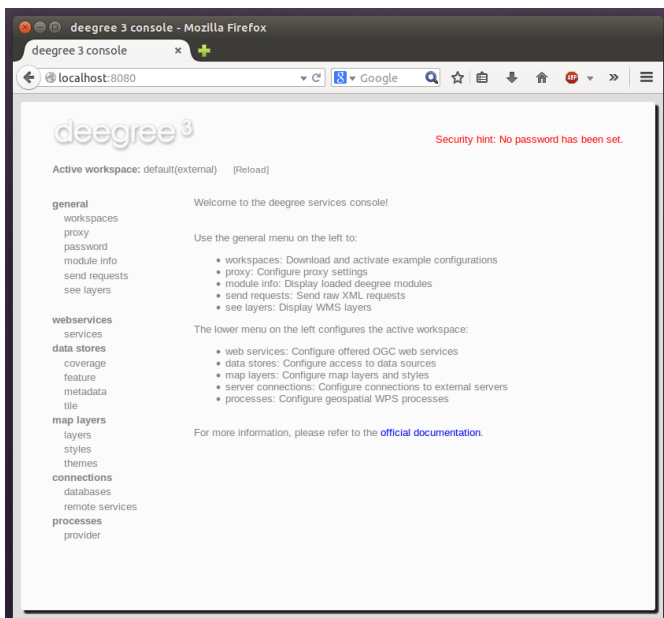 deegree 3 console - Mozilla Firefox
deegree 3 console
localhost:8080
Google
ABP
deegree 3
Security hint: No password has been set.
Active workspace: default(external) [Reload]
general
workspaces
proxy
password
module info
send requests
see layers
webservices
services
data stores
coverage
feature
metadata
tile
map layers
layers
styles
themes
connections
databases
remote services
processes
provider
Welcome to the deegree services console!
Use the general menu on the left to:
• workspaces: Download and activate example configurations
• proxy: Configure proxy settings
• module info: Display loaded deegree modules
• send requests: Send raw XML requests
• see layers: Display WMS layers
The lower menu on the left configures the active workspace:
• web services: Configure offered OGC web services
• data stores: Configure access to data sources
• map layers: Configure map layers and styles
• server connections: Configure connections to external servers
• processes: Configure geospatial WPS processes
For more information, please refer to the official documentation.